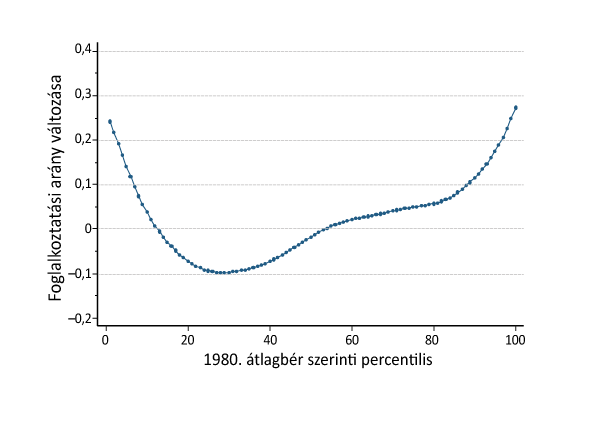 Foglalkoztatási arány változása
0,4
0,3
0,2
0,1
0
–0,1
–0,2
0 20 40 60 80 100
1980. átlagbér szerinti percentilis